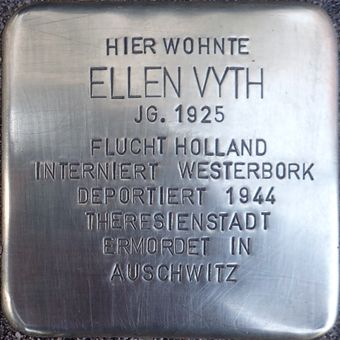 HIER WOHNTE
ELLEN VYTH
JG. 1925
FLUCHT HOLLAND
INTERNIERT WESTERBORK
DEPORTIERT 1944
THERESIENSTADT
ERMORDET IN
AUSCHWITZ